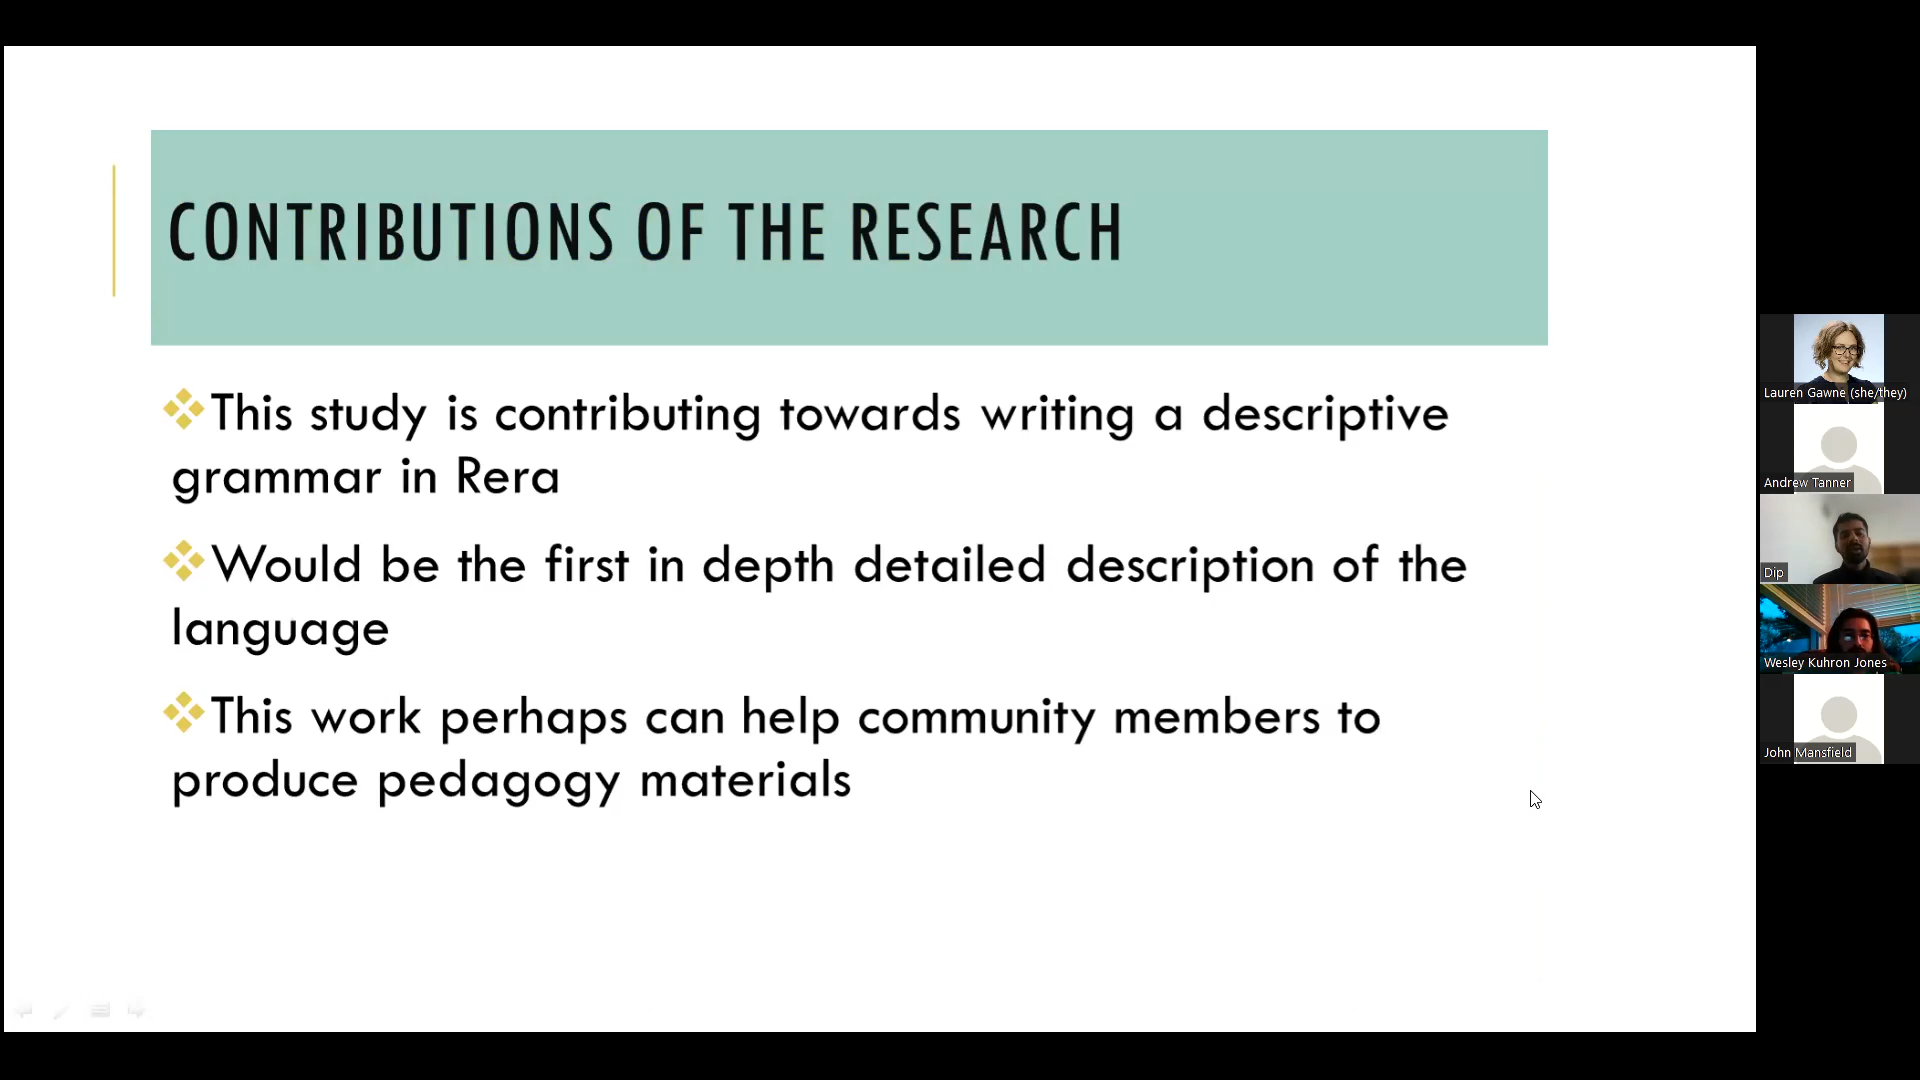 CONTRIBUTIONS OF THE RESEARCH
This study is contributing towards writing a descriptive
grammar in Rera
Would be the first in depth detailed description of the
language
This work perhaps can help community members to
produce pedagogy materials
Lauren Gawne (she/they)
Andrew Tanner
Dip
Wesley Kuhron Jones
John Mansfield